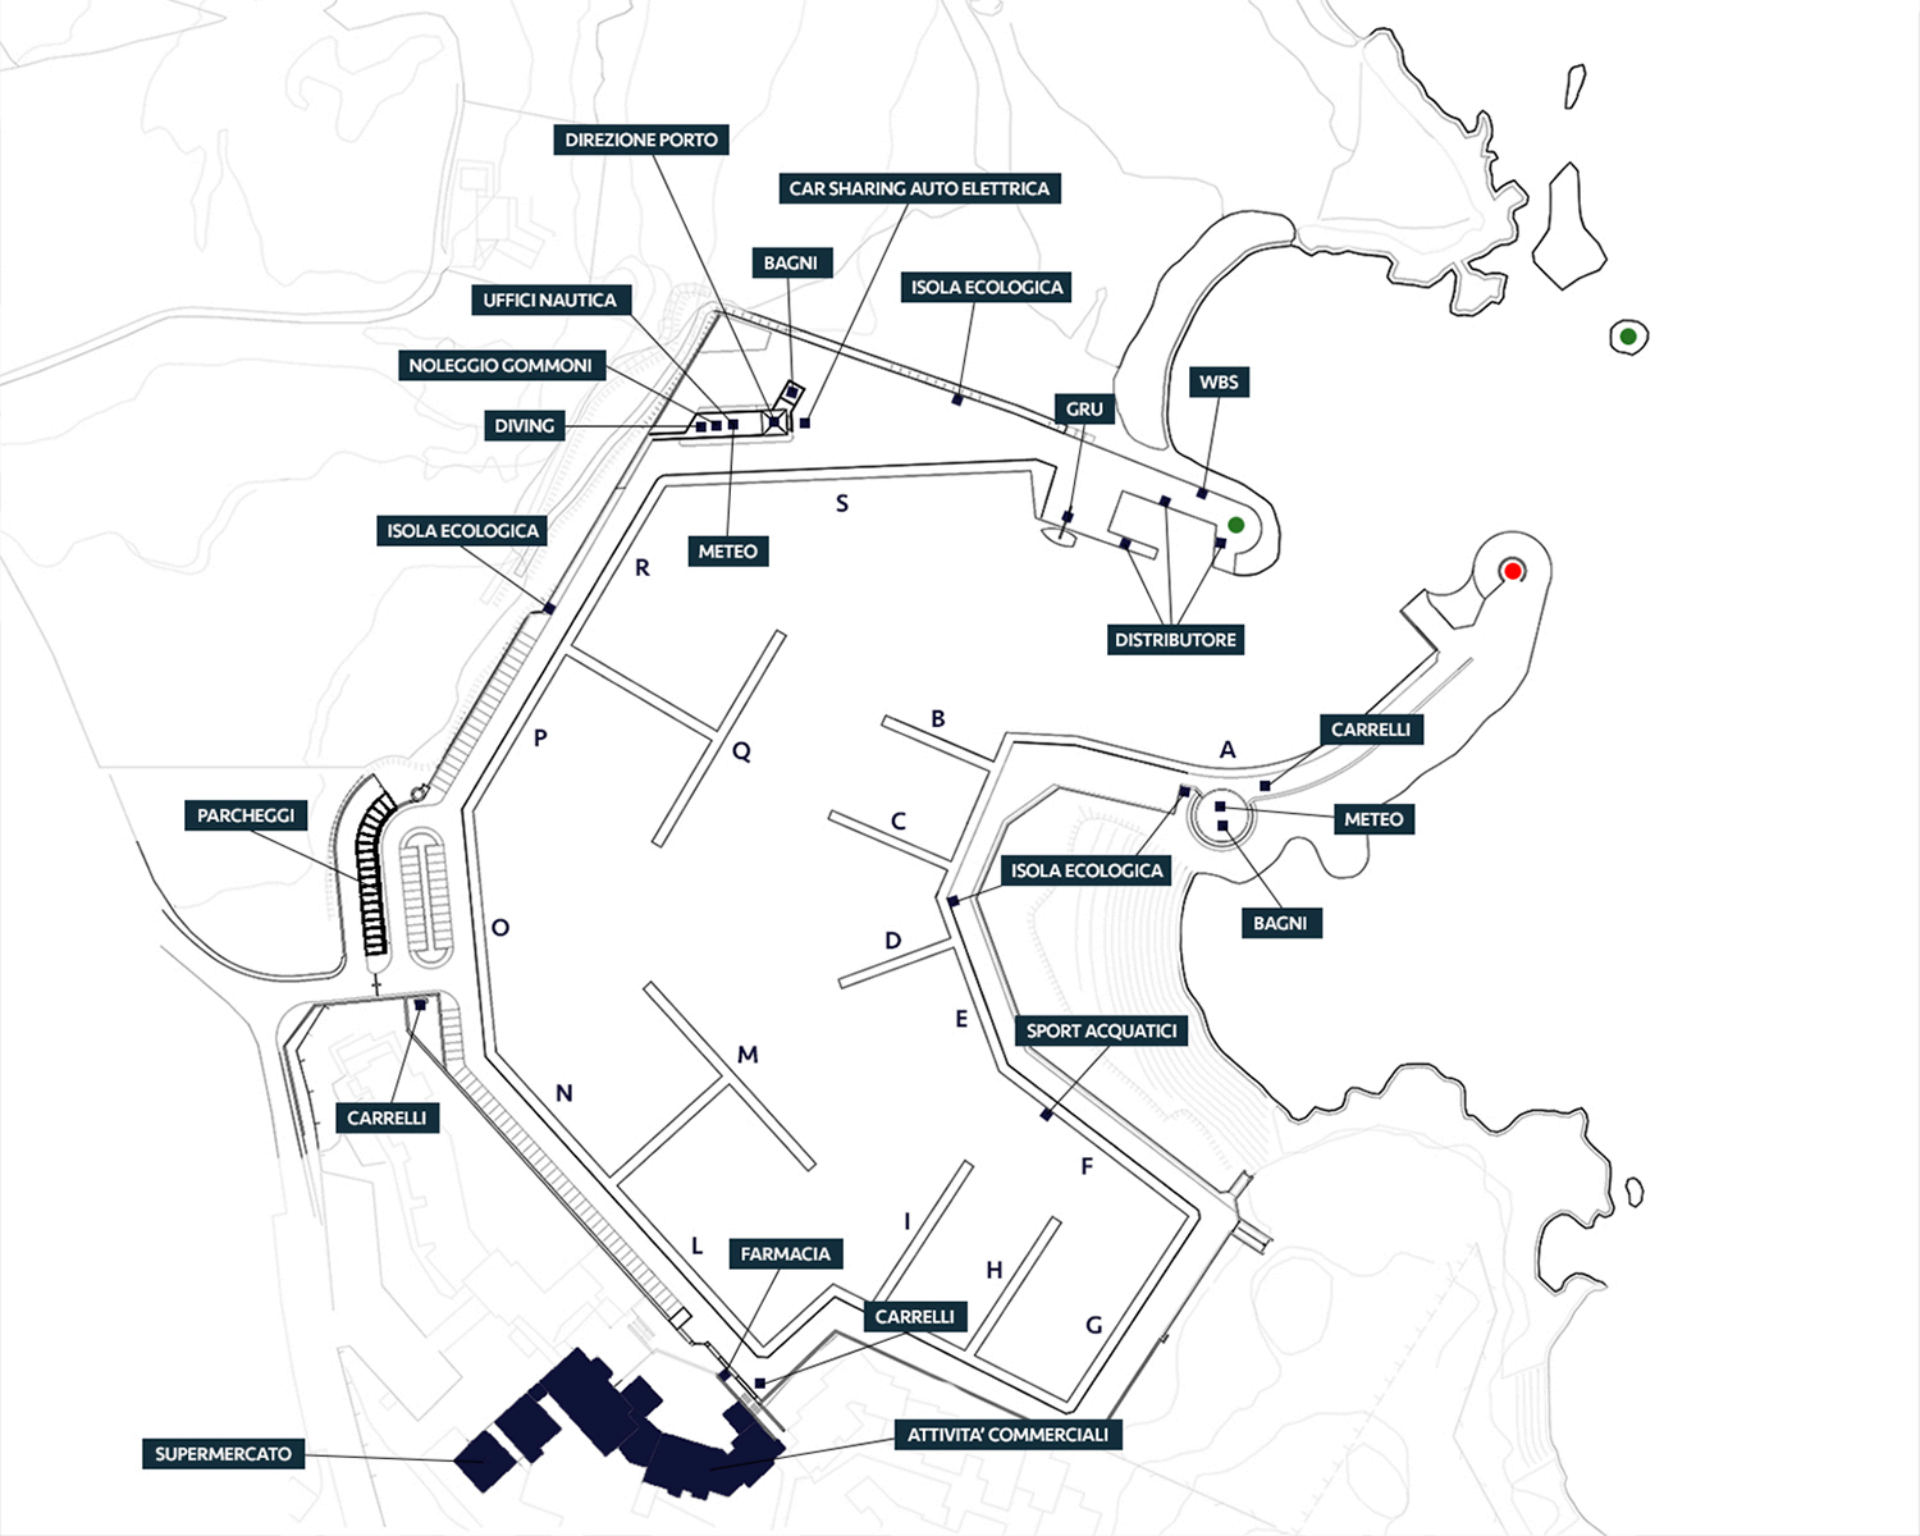 DIREZIONE PORTO
CAR SHARING AUTO ELETTRICA
BAGNI
ISOLA ECOLOGICA
UFFICI NAUTICA
NOLEGGIO GOMMONI
WBS
GRU
DIVING
S
ISOLA ECOLOGICA
METEO
R
DISTRIBUTORE
B
CARRELLI
P
Q
A
PARCHEGGI
C
METEO
ISOLA ECOLOGICA
O
BAGNI
D
E
SPORT ACQUATICI
M
N
CARRELLI
F
I
L
FARMACIA
H
CARRELLI
G
ATTIVITA' COMMERCIALI
SUPERMERCATO